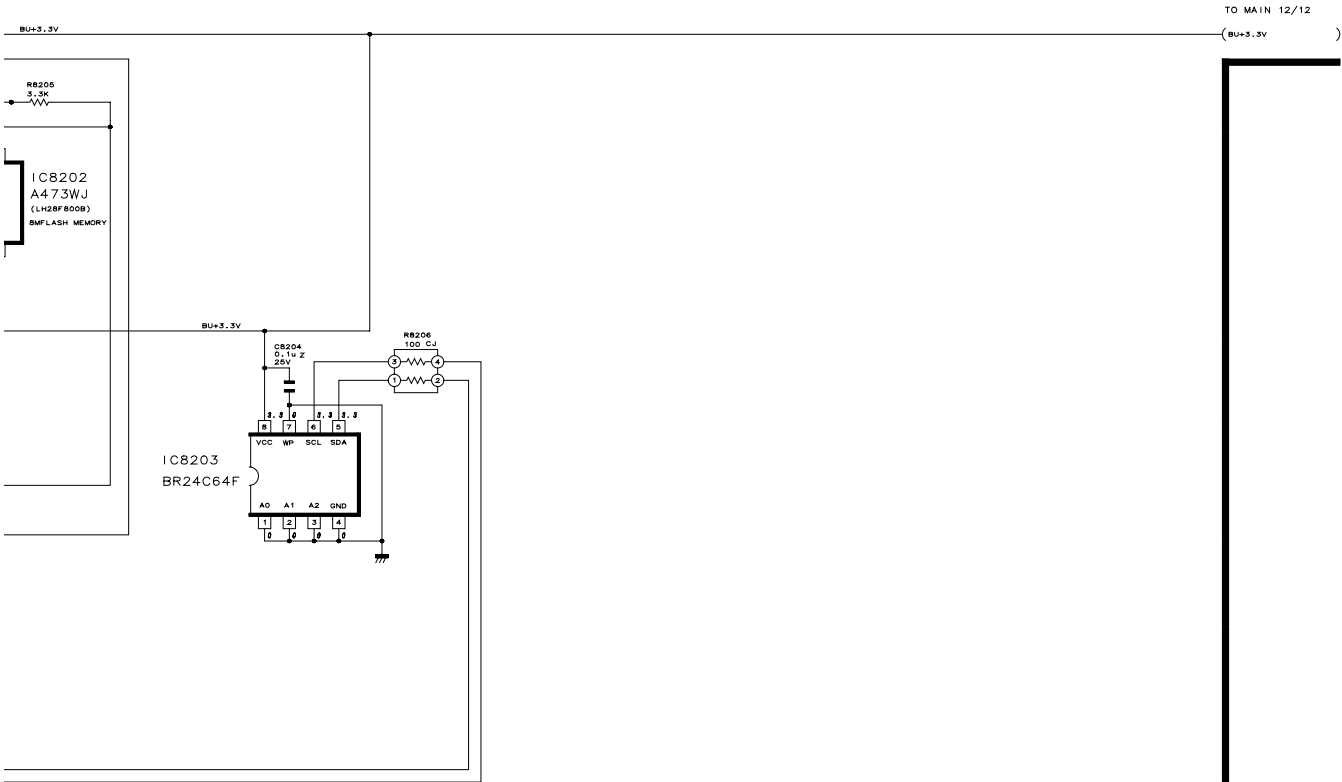 TO MAIN 12/12
BU+3.3V
( BU+3.3V )
R8205
3.3K
IC8202
A473WJ
(LH28F800B)
8MFLASH MEMORY
BU+3.3V
R8206
100 CJ
C8204
0.1u Z
25V
3 4
1 2
3.3 0 3.3 3.3
8 7 6 5
VCC WP SCL SDA
IC8203
BR24C64F
A0 A1 A2 GND
1 2 3 4
0 0 0 0